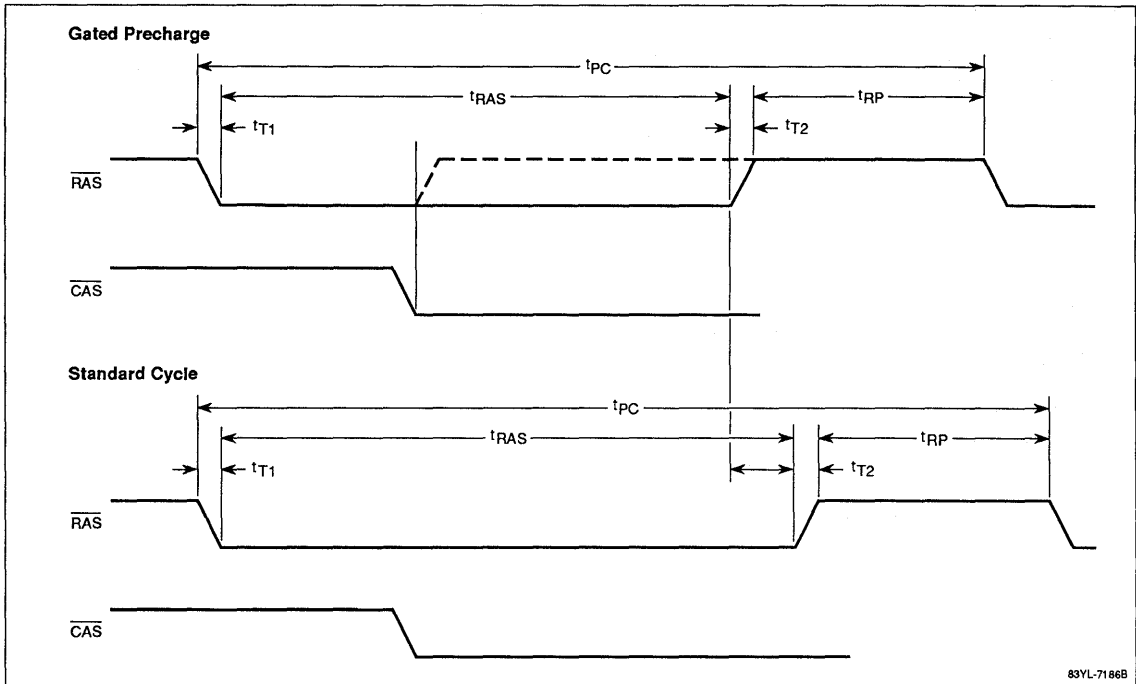 Gated Precharge
tPC
tRAS
tRP
tT1
tT2
RAS
CAS
Standard Cycle
tPC
tRAS
tRP
tT1
tT2
RAS
CAS
83YL-7186B